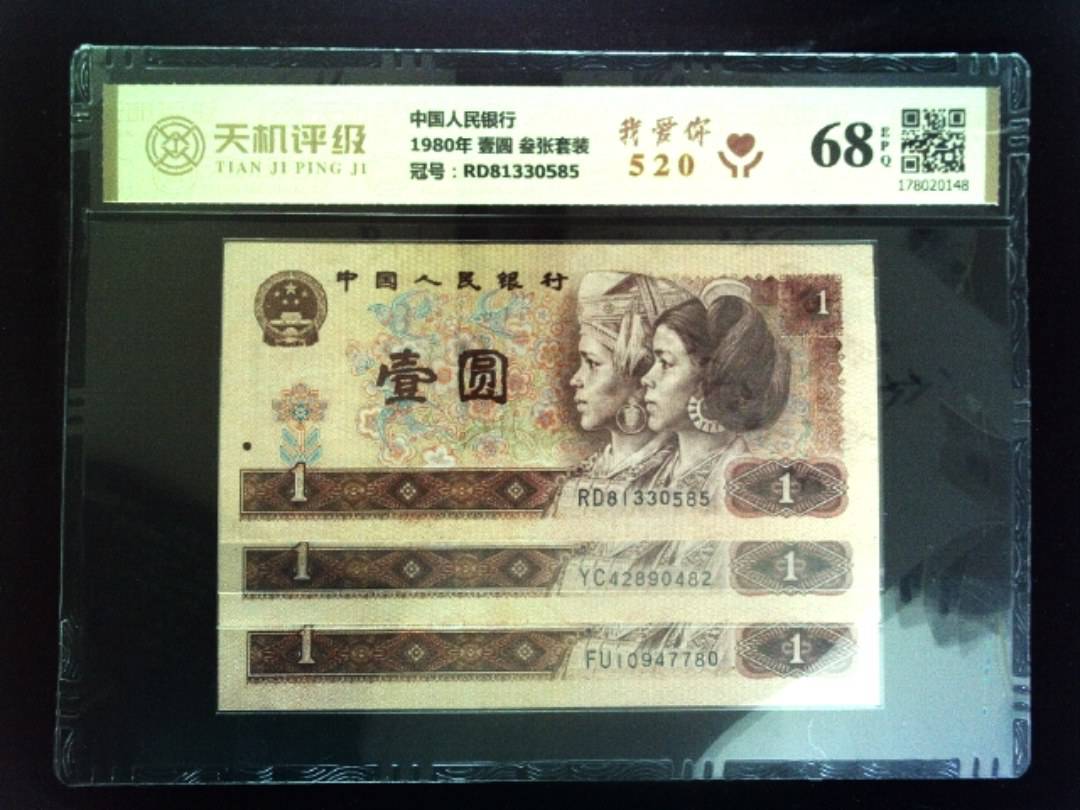 天机评级
TIAN JI PING JI
中国人民银行
1980年 壹圆 叁张套装
冠号：RD81330585
我爱你
520
68
EPQ
178020148
中国人民银行
1
壹圆
1
RD81330585
1
1
YC42890482
1
1
FU10947780
1